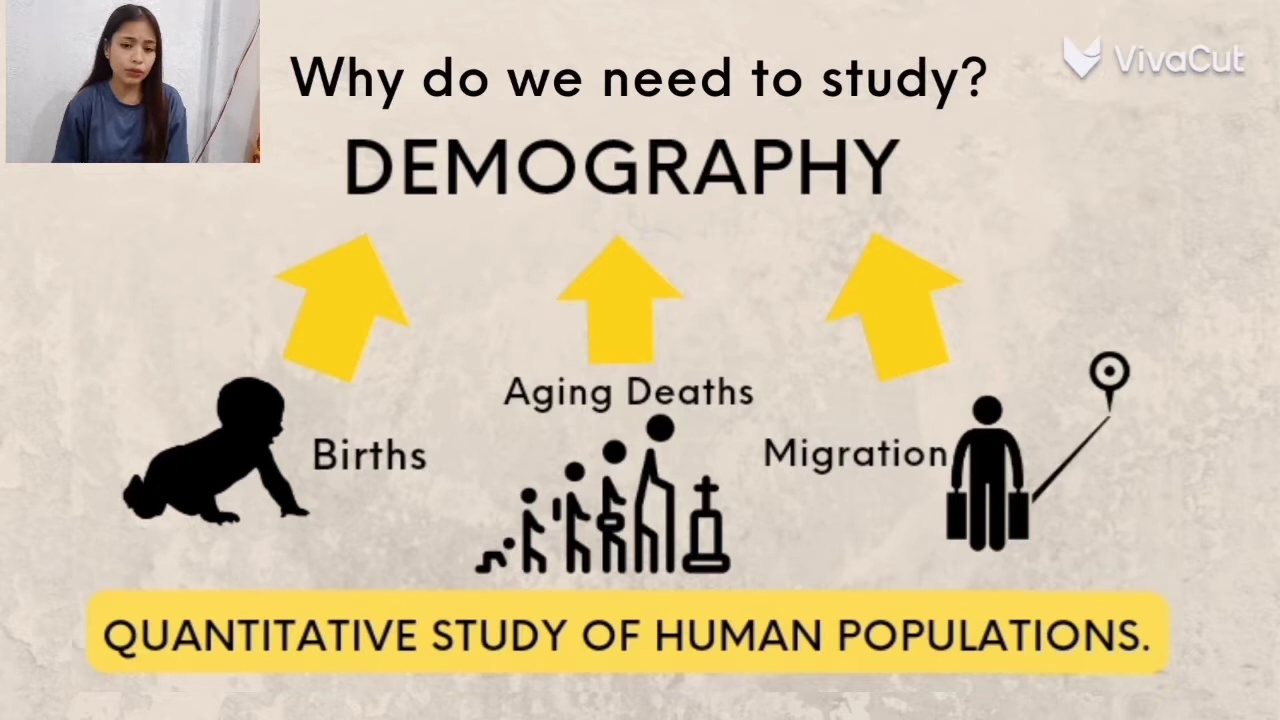 Why do we need to study?
VivaCut
DEMOGRAPHY
Aging Deaths
Births
Migration
QUANTITATIVE STUDY OF HUMAN POPULATIONS.